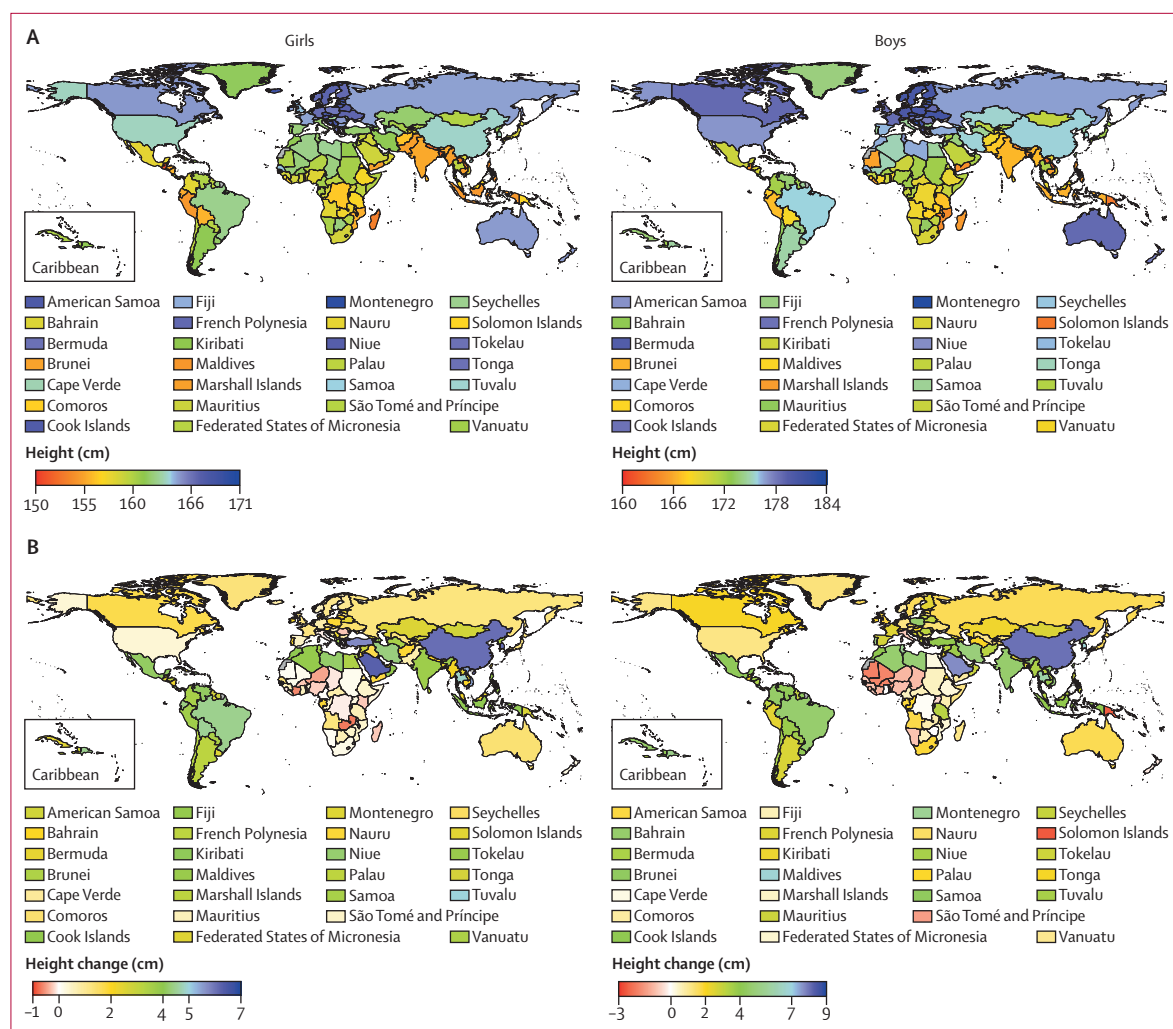 A
Girls
Boys
Caribbean
Caribbean
American Samoa Fiji Montenegro Seychelles
Bahrain French Polynesia Nauru Solomon Islands
Bermuda Kiribati Niue Tokelau
Brunei Maldives Palau Tonga
Cape Verde Marshall Islands Samoa Tuvalu
Comoros Mauritius São Tomé and Príncipe
Cook Islands Federated States of Micronesia Vanuatu
American Samoa Fiji Montenegro Seychelles
Bahrain French Polynesia Nauru Solomon Islands
Bermuda Kiribati Niue Tokelau
Brunei Maldives Palau Tonga
Cape Verde Marshall Islands Samoa Tuvalu
Comoros Mauritius São Tomé and Príncipe
Cook Islands Federated States of Micronesia Vanuatu
Height (cm)
150 155 160 166 171
Height (cm)
160 166 172 178 184
B
Caribbean
Caribbean
American Samoa Fiji Montenegro Seychelles
Bahrain French Polynesia Nauru Solomon Islands
Bermuda Kiribati Niue Tokelau
Brunei Maldives Palau Tonga
Cape Verde Marshall Islands Samoa Tuvalu
Comoros Mauritius São Tomé and Príncipe
Cook Islands Federated States of Micronesia Vanuatu
American Samoa Fiji Montenegro Seychelles
Bahrain French Polynesia Nauru Solomon Islands
Bermuda Kiribati Niue Tokelau
Brunei Maldives Palau Tonga
Cape Verde Marshall Islands Samoa Tuvalu
Comoros Mauritius São Tomé and Príncipe
Cook Islands Federated States of Micronesia Vanuatu
Height change (cm)
–1 0 2 4 5 7
Height change (cm)
–3 0 2 4 7 9